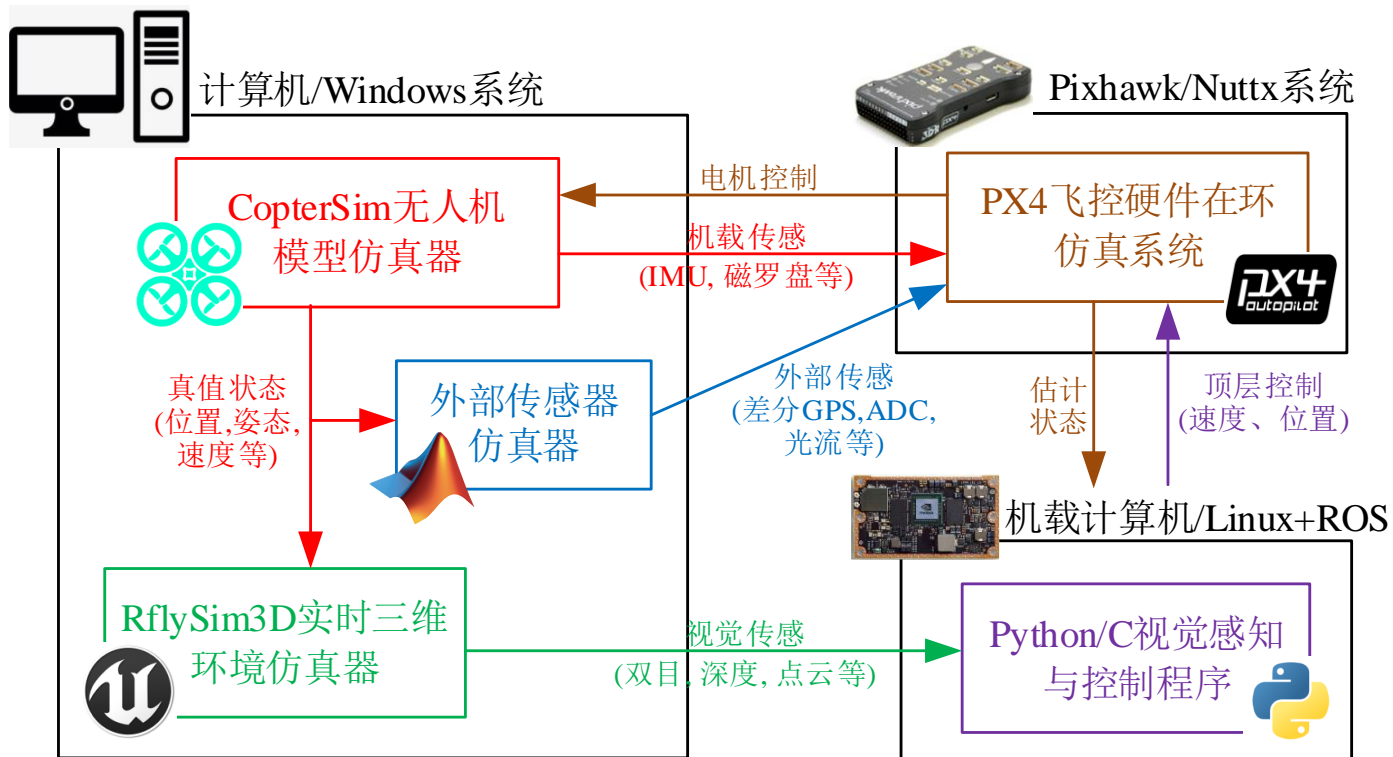 计算机/Windows系统
Pixhawk/Nuttx系统
CopterSim无人机
模型仿真器
电机控制
机载传感
(IMU, 磁罗盘等)
PX4飞控硬件在环
仿真系统
px4
autopilot
真值状态
(位置,姿态,
速度等)
外部传感器
仿真器
外部传感
(差分GPS,ADC,
光流等)
估计
状态
顶层控制
(速度、位置)
机载计算机/Linux+ROS
RflySim3D实时三维
环境仿真器
视觉传感
(双目, 深度, 点云等)
Python/C视觉感知
与控制程序